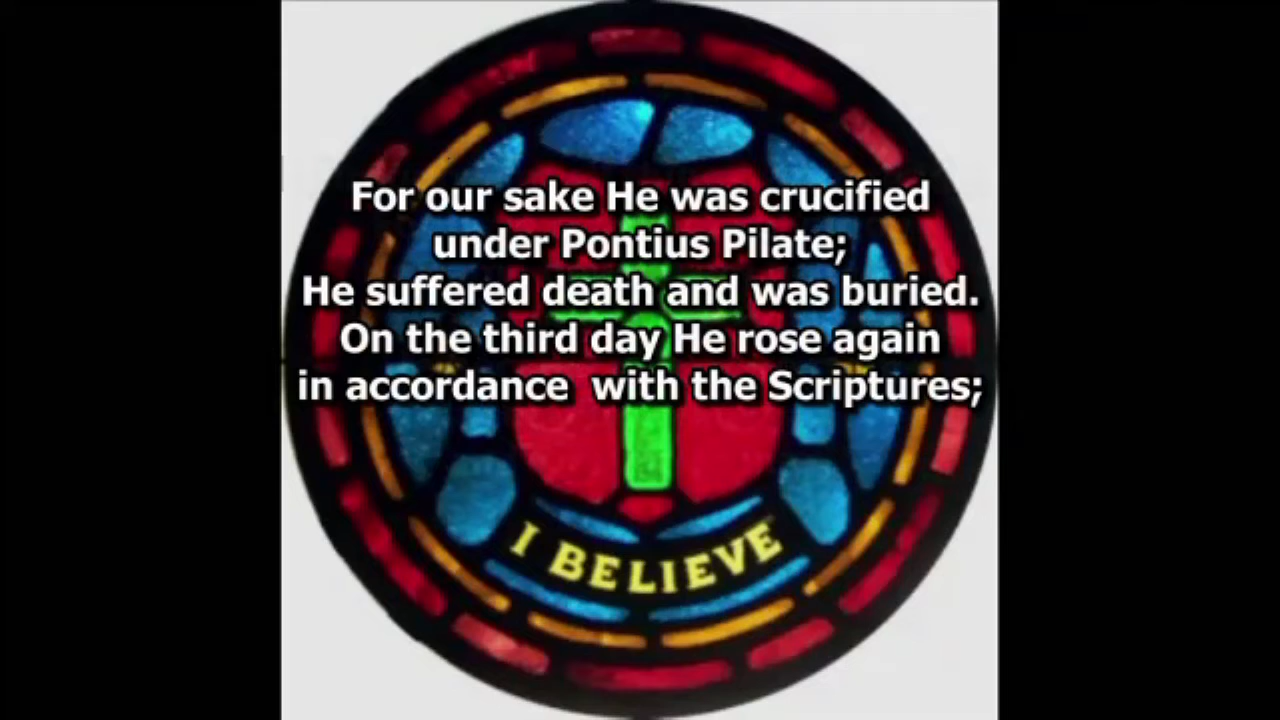 For our sake He was crucified
under Pontius Pilate;
He suffered death and was buried.
On the third day He rose again
in accordance  with the Scriptures;
I BELIEVE